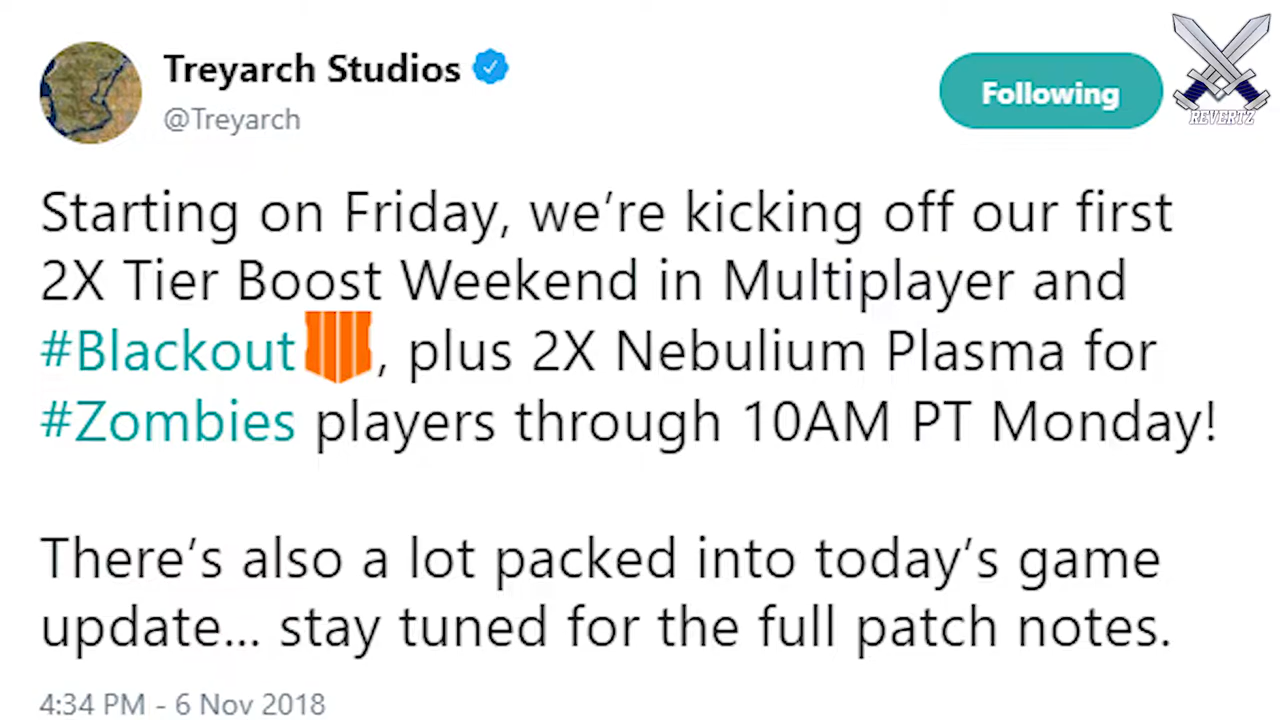 Treyarch Studios
@Treyarch
Following
REVERTZ
Starting on Friday, we’re kicking off our first
2X Tier Boost Weekend in Multiplayer and
#Blackout, plus 2X Nebulium Plasma for
#Zombies players through 10AM PT Monday!
There’s also a lot packed into today’s game
update... stay tuned for the full patch notes.
4:34 PM - 6 Nov 2018